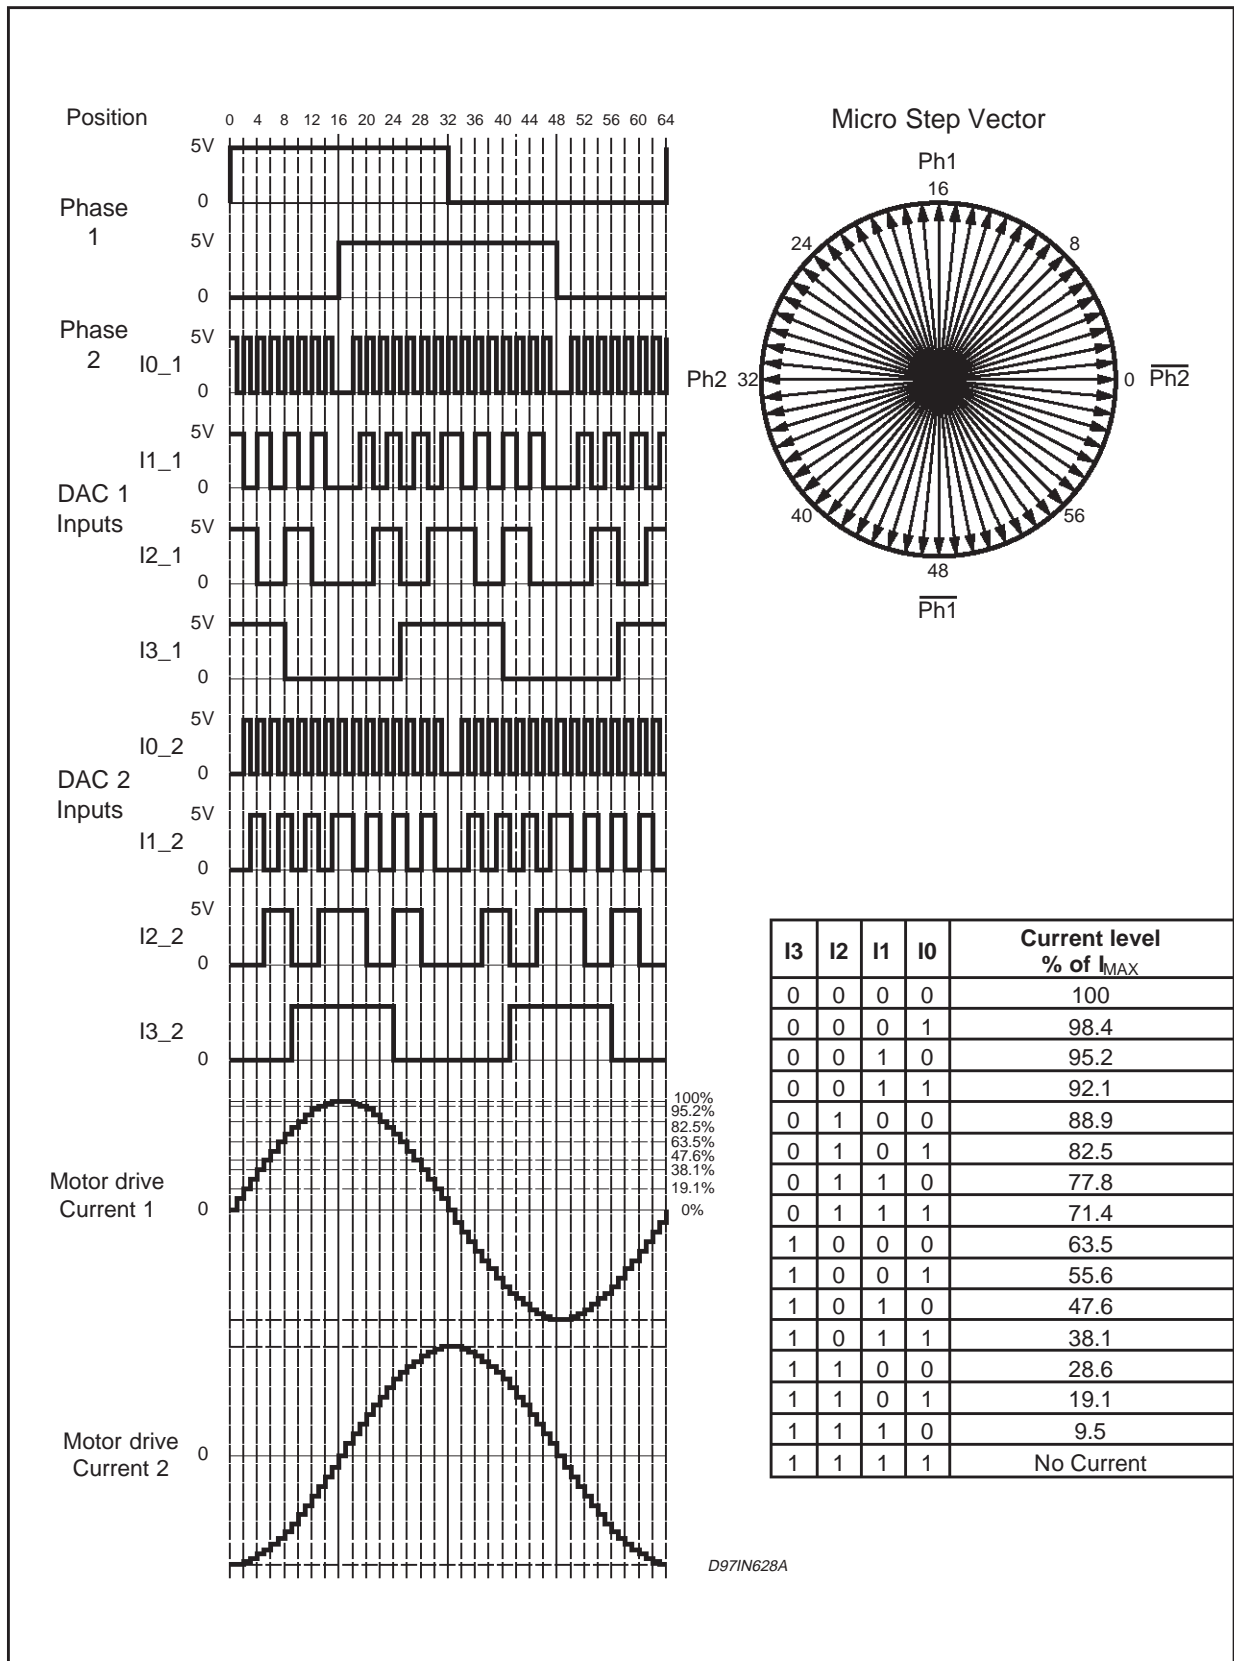 Position
0 4 8 12 16 20 24 28 32 36 40 44 48 52 56 60 64
5V
0
Phase
1
5V
0
Phase
2
I0_1
5V
0
DAC 1
Inputs
I1_1
5V
0
I2_1
5V
0
I3_1
5V
0
DAC 2
Inputs
I0_2
5V
0
I1_2
5V
0
I2_2
5V
0
I3_2
0
Motor drive
Current 1
0
100%
95.2%
82.5%
63.5%
47.6%
38.1%
19.1%
0%
Motor drive
Current 2
0
D97IN628A
Micro Step Vector
Ph1
16
24 8
Ph2 32 0 Ph2
40 56
48
Ph1
I3 I2 I1 I0 Current level
% of IMAX
0 0 0 0 100
0 0 0 1 98.4
0 0 1 0 95.2
0 0 1 1 92.1
0 1 0 0 88.9
0 1 0 1 82.5
0 1 1 0 77.8
0 1 1 1 71.4
1 0 0 0 63.5
1 0 0 1 55.6
1 0 1 0 47.6
1 0 1 1 38.1
1 1 0 0 28.6
1 1 0 1 19.1
1 1 1 0 9.5
1 1 1 1 No Current